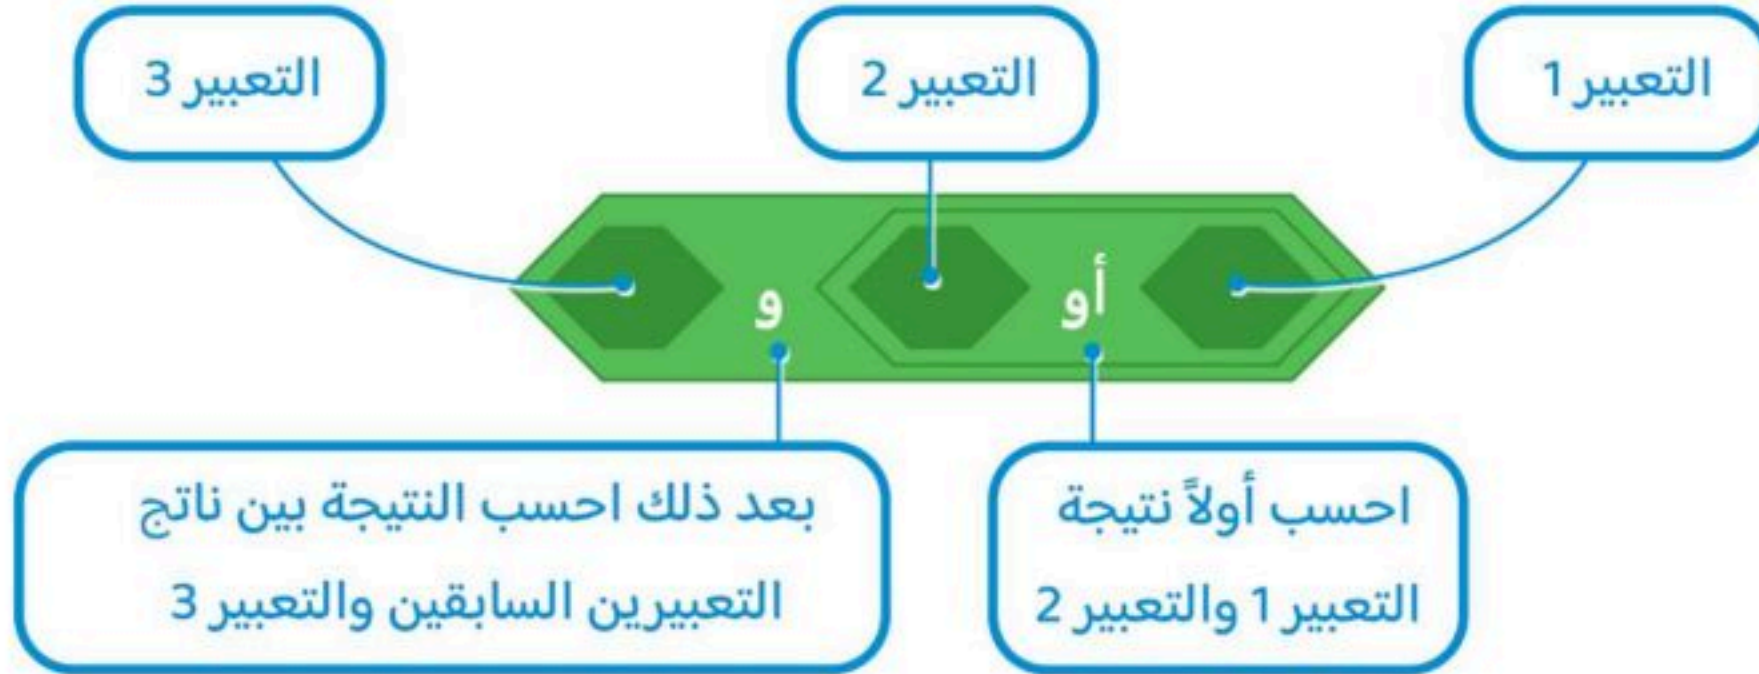 التعبير 1
التعبير 2
التعبير 3
أو
و
احسب أولاً نتيجة
التعبير 1 والتعبير 2
بعد ذلك احسب النتيجة بين ناتج
التعبيرين السابقين والتعبير 3